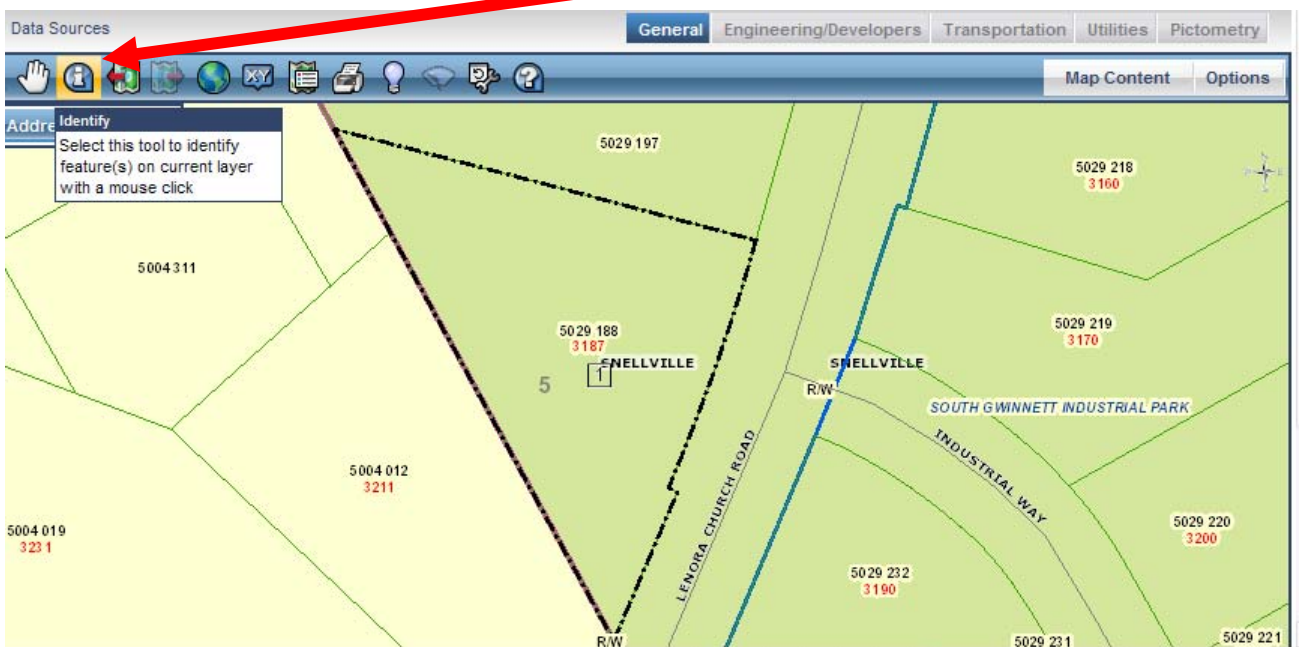 Data Sources
General Engineering/Developers Transportation Utilities Pictometry
XY
Map Content Options
Addre
Identify
Select this tool to identify
feature(s) on current layer
with a mouse click
5029 197
5029 218
3160
5004 311
5029 188
3187
SNELLVILLE
1
5
5029 219
3170
SNELLVILLE
R/W
SOUTH GWINNETT INDUSTRIAL PARK
INDUSTRIAL WAY
LENORA CHURCH ROAD
5004 012
3211
5004 019
3231
5029 220
3200
5029 232
3190
R/W
5029 231
5029 221